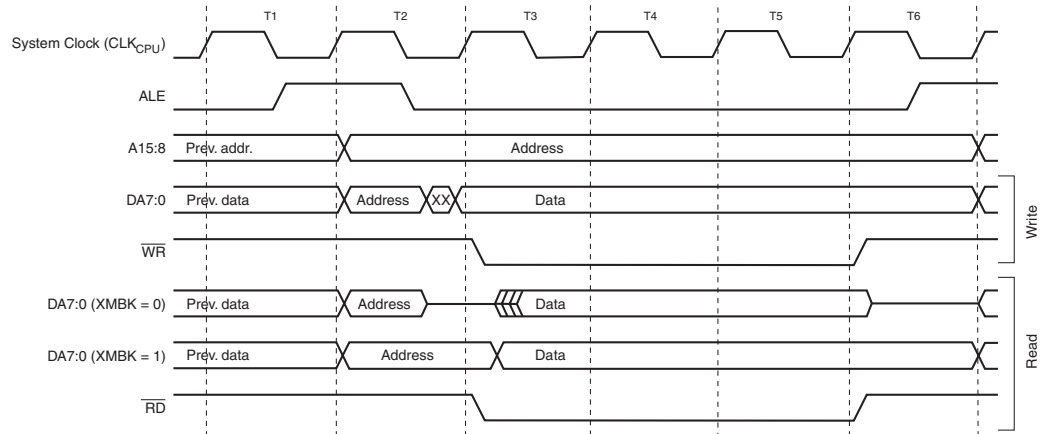 T1 T2 T3 T4 T5 T6
System Clock (CLKCPU)
ALE
A15:8 Prev. addr. Address
DA7:0 Prev. data Address XX Data
WR
Write
DA7:0 (XMBK = 0) Prev. data Address Data
DA7:0 (XMBK = 1) Prev. data Address Data
RD
Read